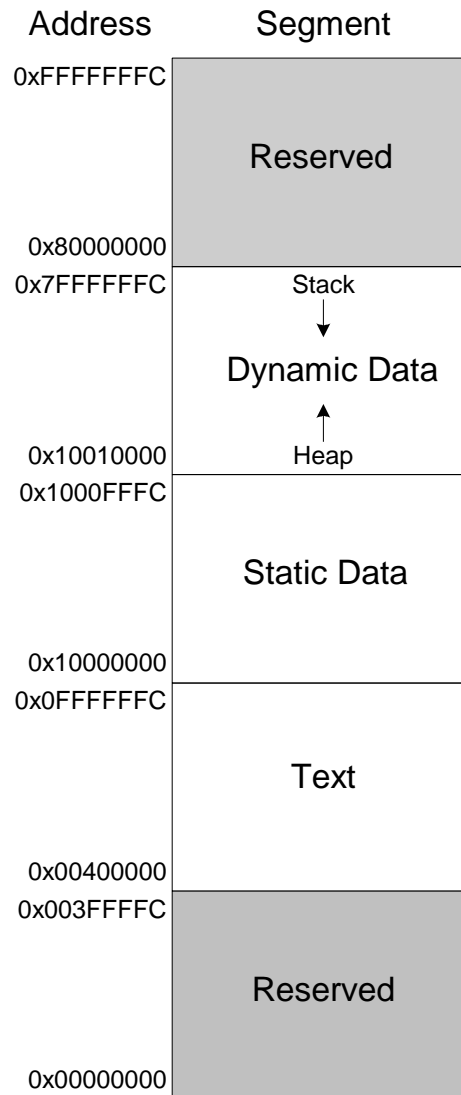 Address Segment
0xFFFFFFFC
Reserved
0x80000000
0x7FFFFFFC Stack
Dynamic Data
0x10010000 Heap
0x1000FFFC
Static Data
0x10000000
0x0FFFFFFC
Text
0x00400000
0x003FFFFC
Reserved
0x00000000